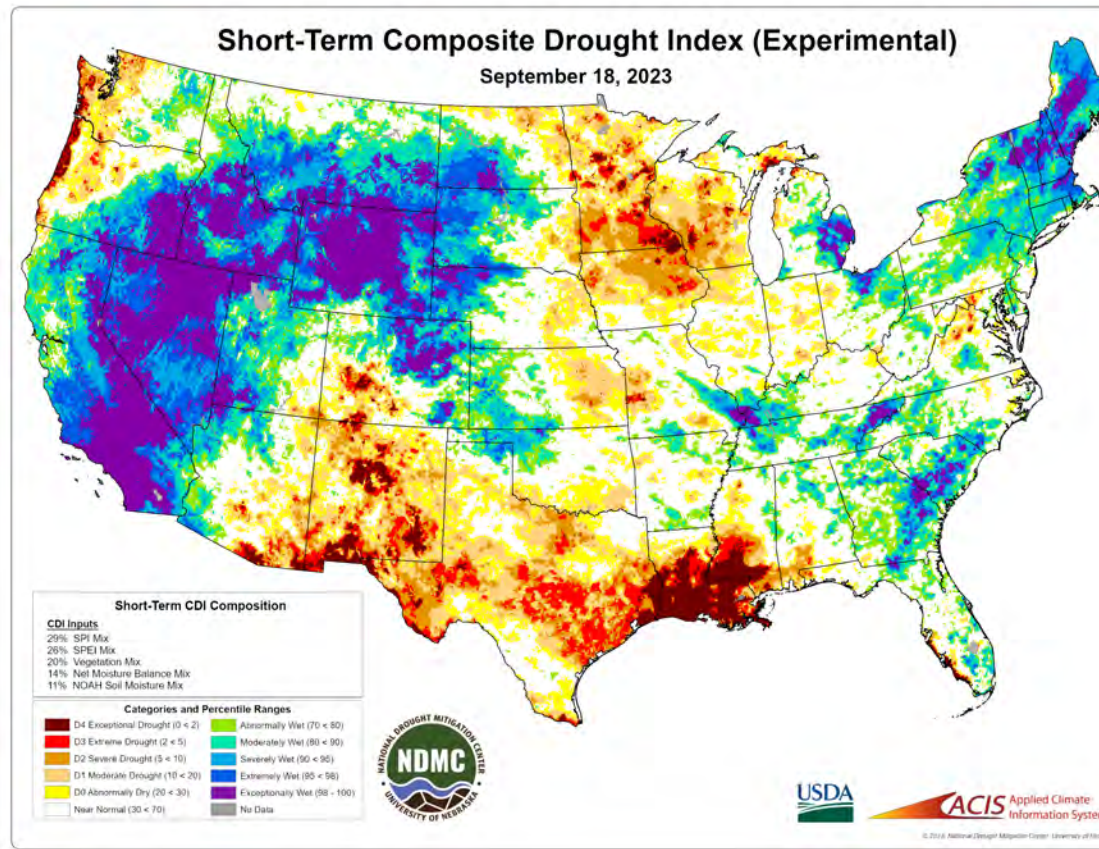 Short-Term Composite Drought Index (Experimental)
September 18, 2023
Short-Term CDI Composition
CDI Inputs
29% SPI Mix
26% SPEI Mix
20% Vegetation Mix
14% Net Moisture Balance Mix
11% NOAH Soil Moisture Mix
Categories and Percentile Ranges
D4 Exceptional Drought (0 < 2)
D3 Extreme Drought (2 < 5)
D2 Severe Drought (5 < 10)
D1 Moderate Drought (10 < 20)
D0 Abnormally Dry (20 < 30)
Near Normal (30 < 70)
Abnormally Wet (70 < 80)
Moderately Wet (80 < 90)
Severely Wet (90 < 95)
Extremely Wet (95 < 98)
Exceptionally Wet (98 - 100)
No Data
NATIONAL DROUGHT MITIGATION CENTER
NDMC
UNIVERSITY OF NEBRASKA
USDA
ACIS Applied Climate
Information System
National Drought Mitigation Center